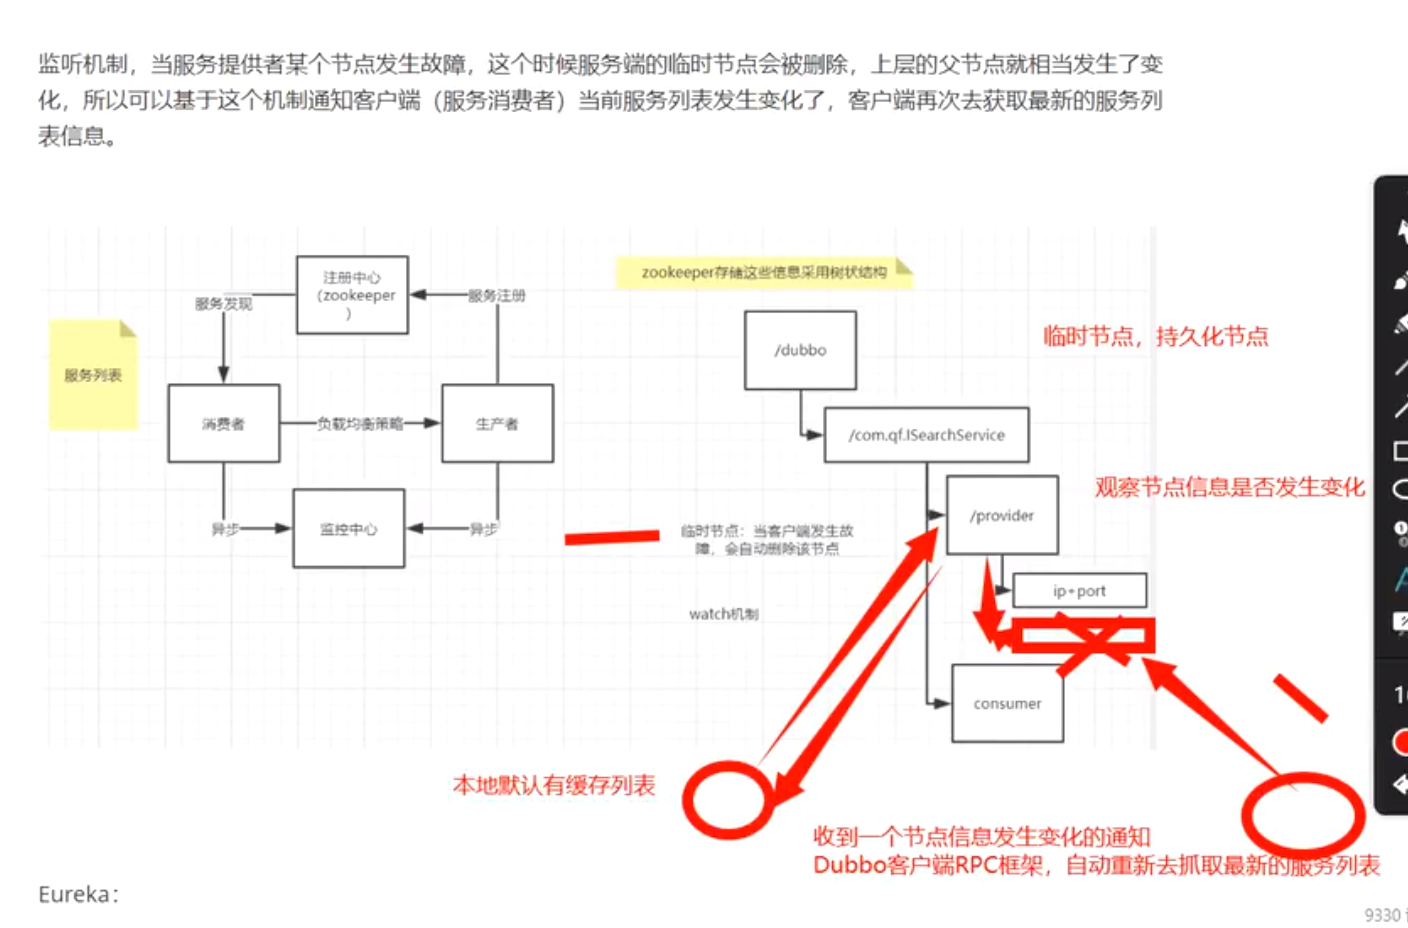 监听机制，当服务提供者某个节点发生故障，这个时候服务端的临时节点会被删除，上层的父节点就相当发生了变
化，所以可以基于这个机制通知客户端（服务消费者）当前服务列表发生变化了，客户端再次去获取最新的服务列
表信息。
服务列表
注册中心
（zookeeper
）
服务发现
服务注册
消费者
负载均衡策略
生产者
异步
监控中心
异步
zookeeper存储这些信息采用树状结构
/dubbo
临时节点，持久化节点
/com.qf.ISearchService
/provider
观察节点信息是否发生变化
临时节点：当客户端发生故
障，会自动删除该节点
ip+port
watch机制
consumer
本地默认有缓存列表
收到一个节点信息发生变化的通知
Dubbo客户端RPC框架，自动重新去抓取最新的服务列表
Eureka：
9330